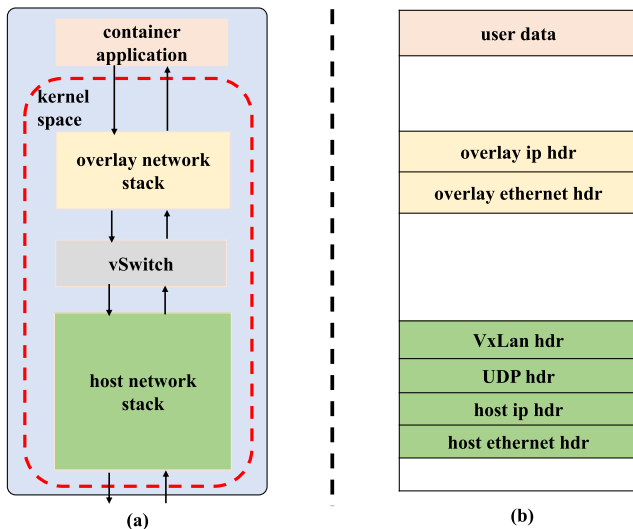 container
application
kernel
space
overlay network
stack
vSwitch
host network
stack
(a)
user data
overlay ip hdr
overlay ethernet hdr
VxLan hdr
UDP hdr
host ip hdr
host ethernet hdr
(b)